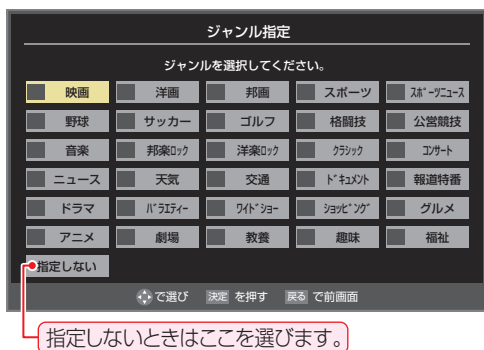 ジャンル指定
ジャンルを選択してください。
映画 洋画 邦画 スポーツ スポーツニュース
野球 サッカー ゴルフ 格闘技 公営競技
音楽 邦楽ロック 洋楽ロック クラシック コンサート
ニュース 天気 交通 ドキュメント 報道特番
ドラマ バラエティー ワイドショー ショッピング グルメ
アニメ 劇場 教養 趣味 福祉
指定しない
で選び 決定 を押す 戻る で前画面
指定しないときはここを選びます。